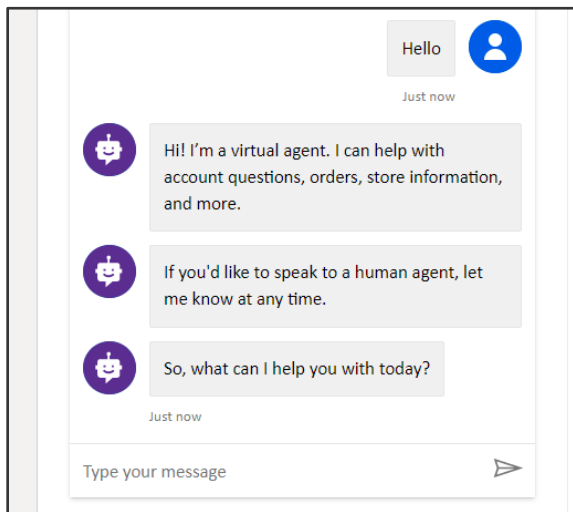 Hello
Just now
Hi! I’m a virtual agent. I can help with
account questions, orders, store information,
and more.
If you'd like to speak to a human agent, let
me know at any time.
So, what can I help you with today?
Just now
Type your message